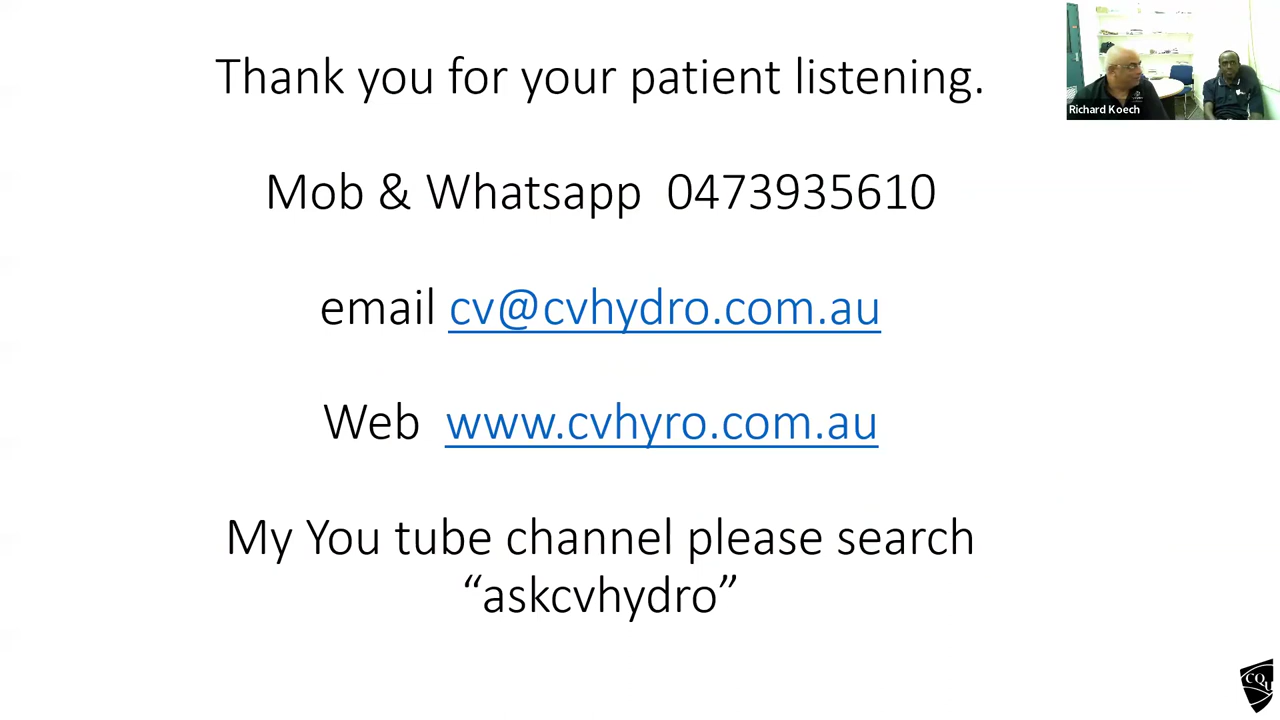 Thank you for your patient listening.
Richard Koech
Mob & Whatsapp 0473935610
email cv@cvhydro.com.au
Web www.cvhyro.com.au
My You tube channel please search
“askcvhydro”
CQU